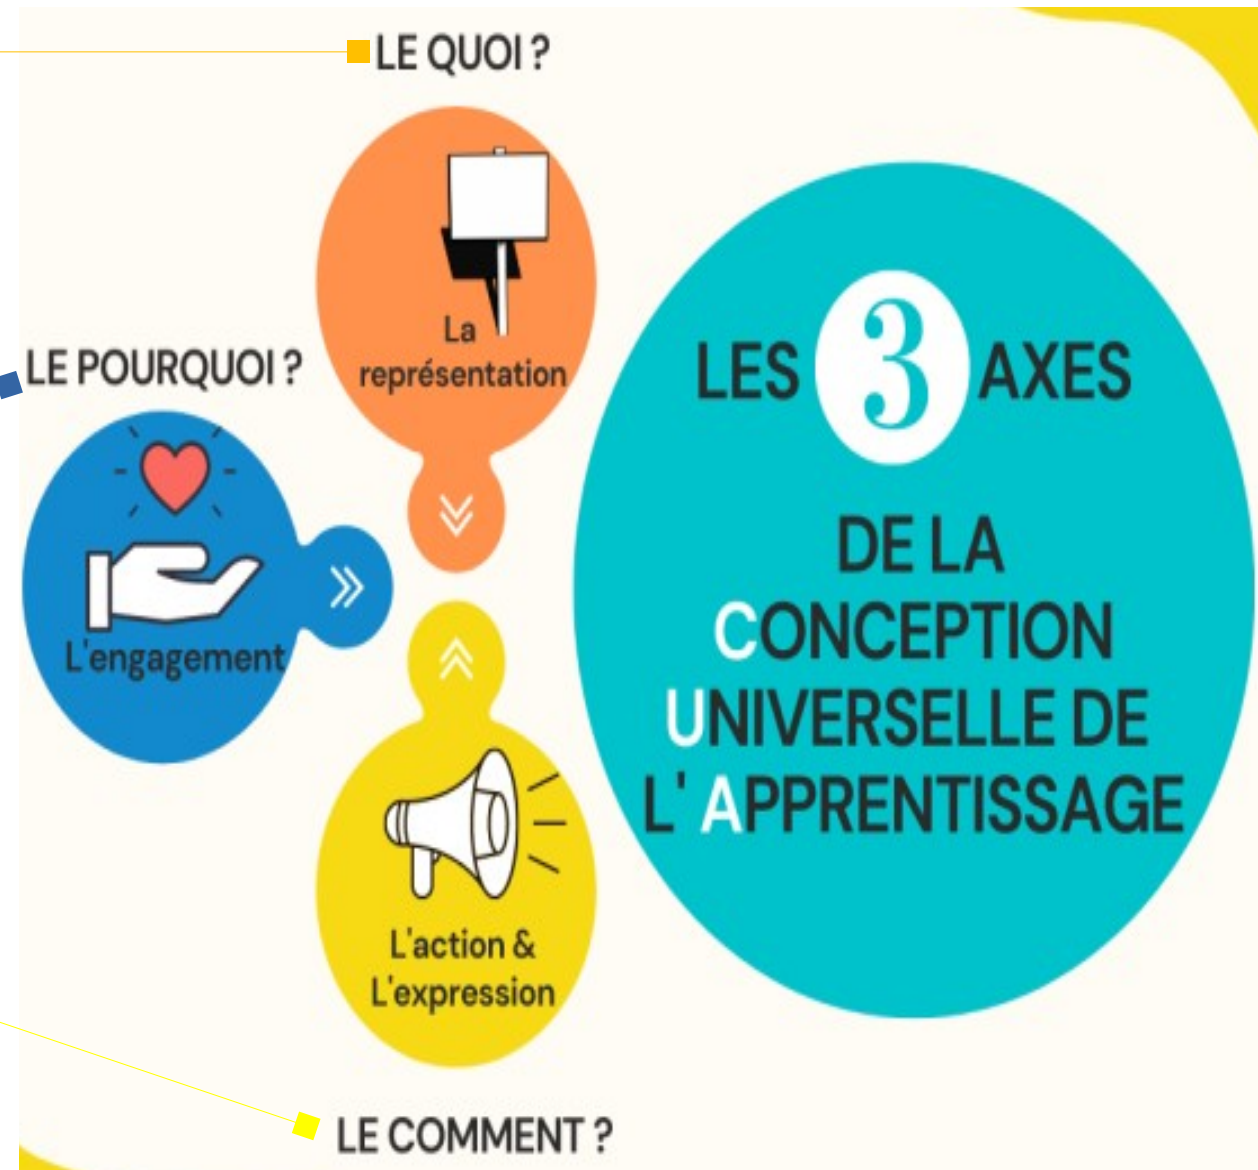 LE QUOI ?
La
représentation
LE POURQUOI ?
L'engagement
L'action &
L'expression
LE COMMENT ?
LES 3 AXES
DE LA
CONCEPTION
UNIVERSELLE DE
L' APPRENTISSAGE